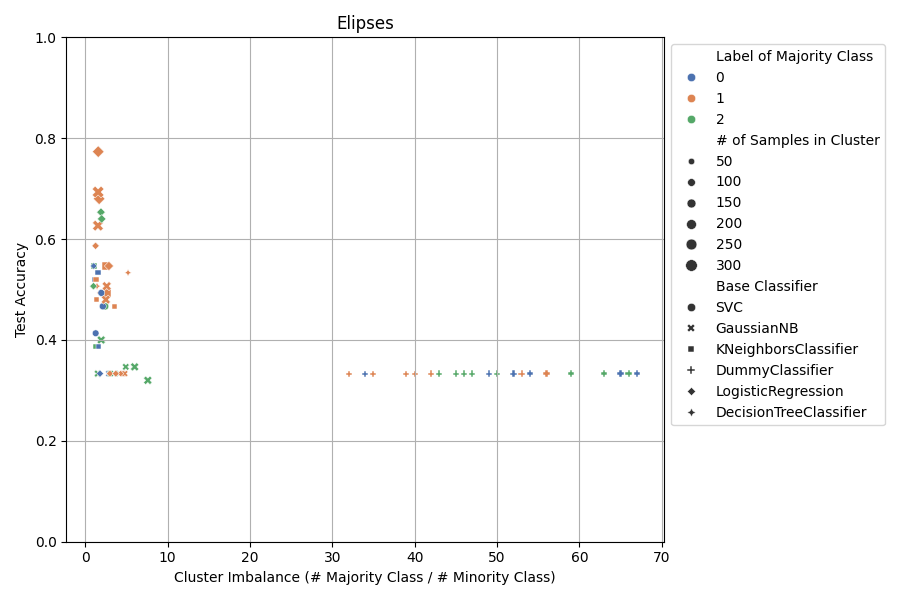 Elipses
1.0
0.8
0.6
0.4
0.2
0.0
Test Accuracy
0 10 20 30 40 50 60 70
Cluster Imbalance (# Majority Class / # Minority Class)
Label of Majority Class
0
1
2
# of Samples in Cluster
50
100
150
200
250
300
Base Classifier
SVC
GaussianNB
KNeighborsClassifier
DummyClassifier
LogisticRegression
DecisionTreeClassifier